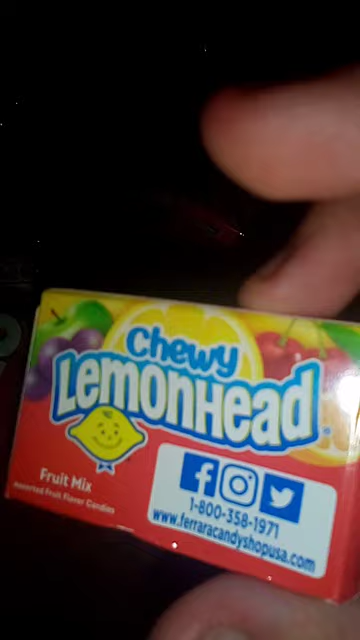 Chewy
Lemonhead
Fruit Mix
Assorted Fruit Flavor Candies
1-800-358-1971
www.ferraracandyshopusa.com